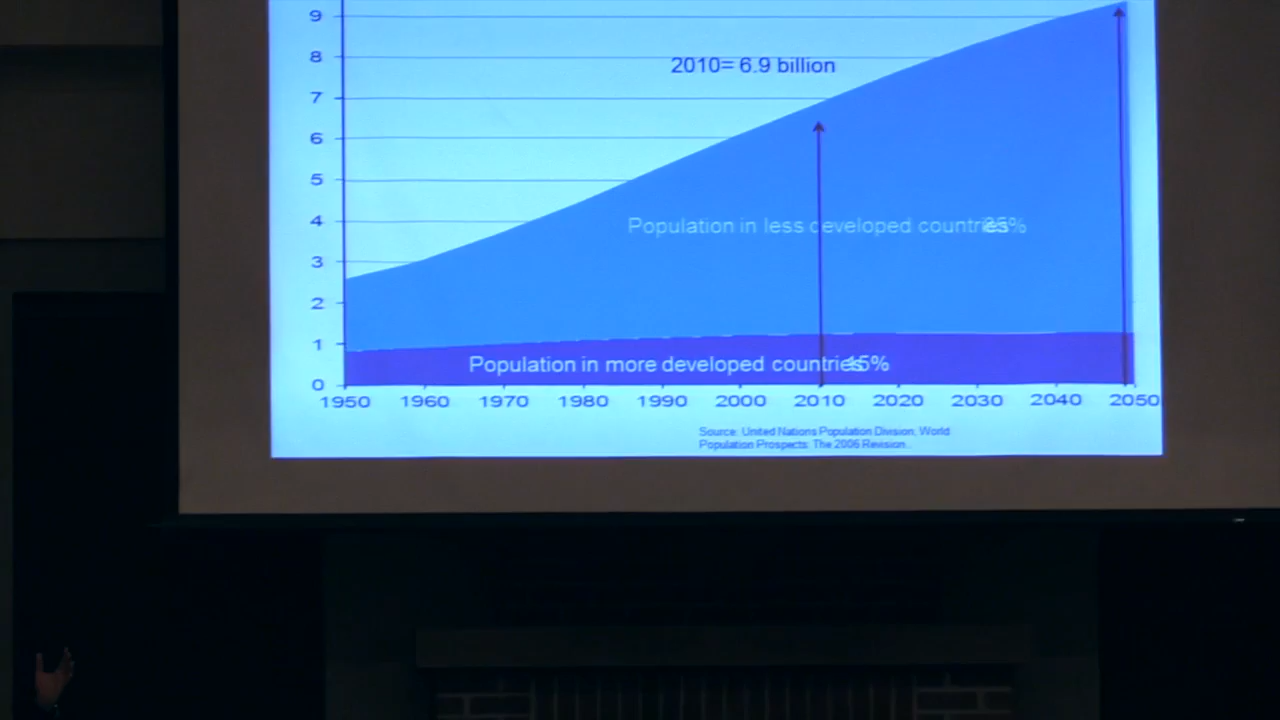 9
8
2010= 6.9 billion
7
6
5
4
Population in less developed countries
3
2
1
Population in more developed countries 15%
0
1950 1960 1970 1980 1990 2000 2010 2020 2030 2040 2050
Source: United Nations Population Division, World
Population Prospects: The 2006 Revision.